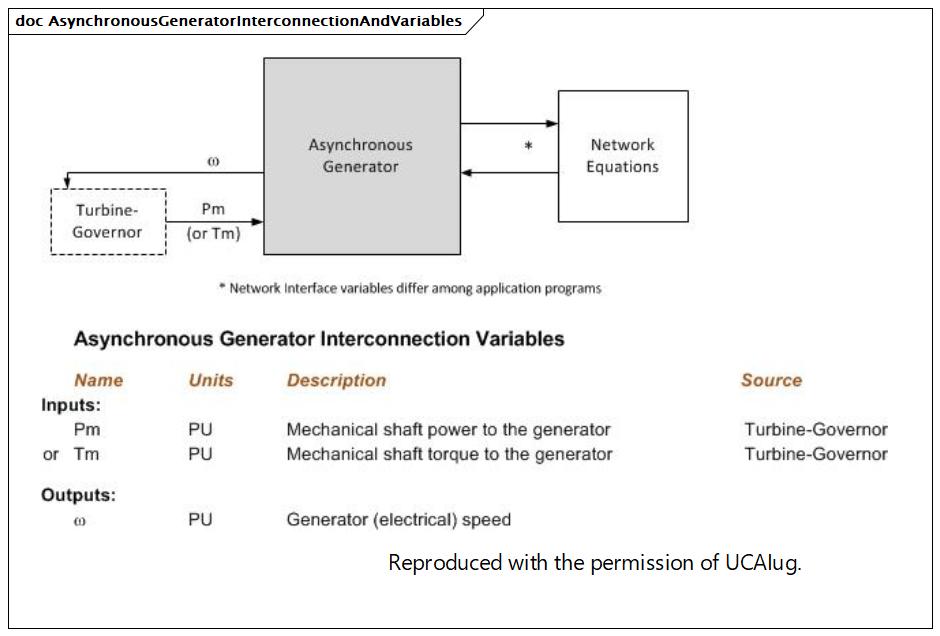 doc AsynchronousGeneratorInterconnectionAndVariables
Asynchronous
Generator
Network
Equations
*
ω
Turbine-
Governor
Pm
(or Tm)
* Network Interface variables differ among application programs
Asynchronous Generator Interconnection Variables
Name Units Description Source
Inputs:
Pm PU Mechanical shaft power to the generator Turbine-Governor
or Tm PU Mechanical shaft torque to the generator Turbine-Governor
Outputs:
ω PU Generator (electrical) speed
Reproduced with the permission of UCAIug.